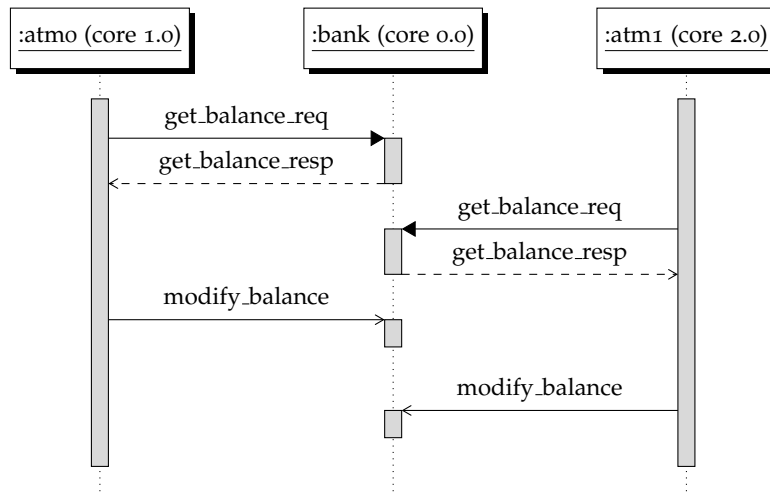 :atm0 (core 1.0)
:bank (core 0.0)
:atm1 (core 2.0)
get_balance_req
get_balance_resp
get_balance_req
get_balance_resp
modify_balance
modify_balance